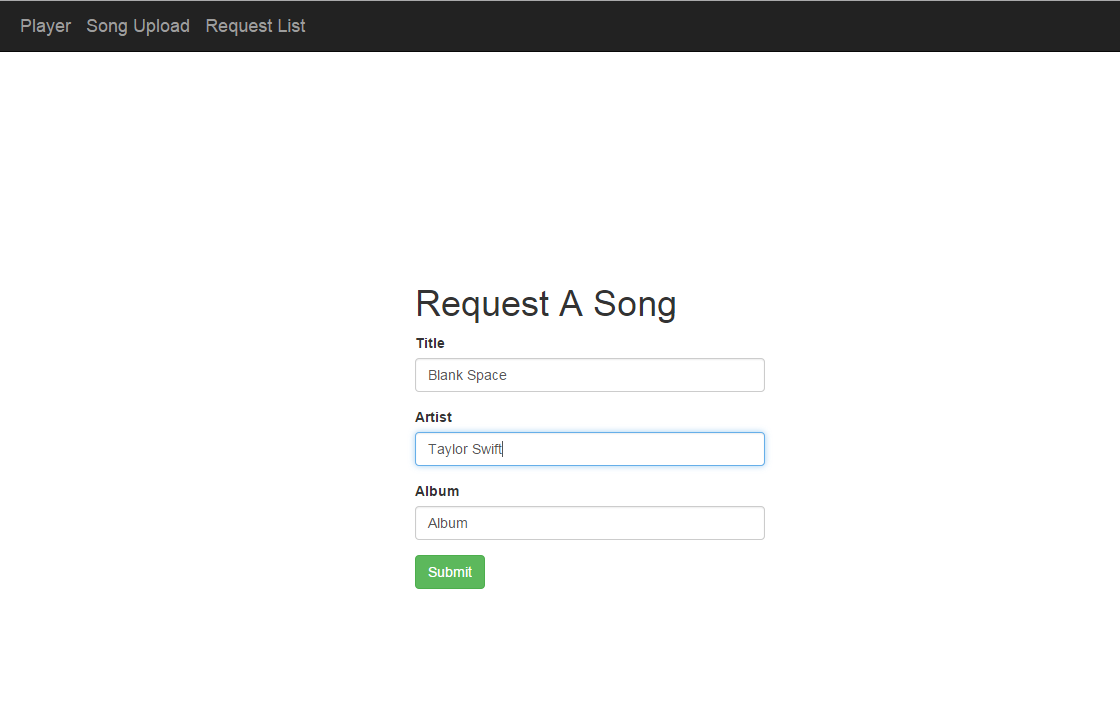 Player Song Upload Request List
Request A Song
Title
Blank Space
Artist
Taylor Swift
Album
Album
Submit